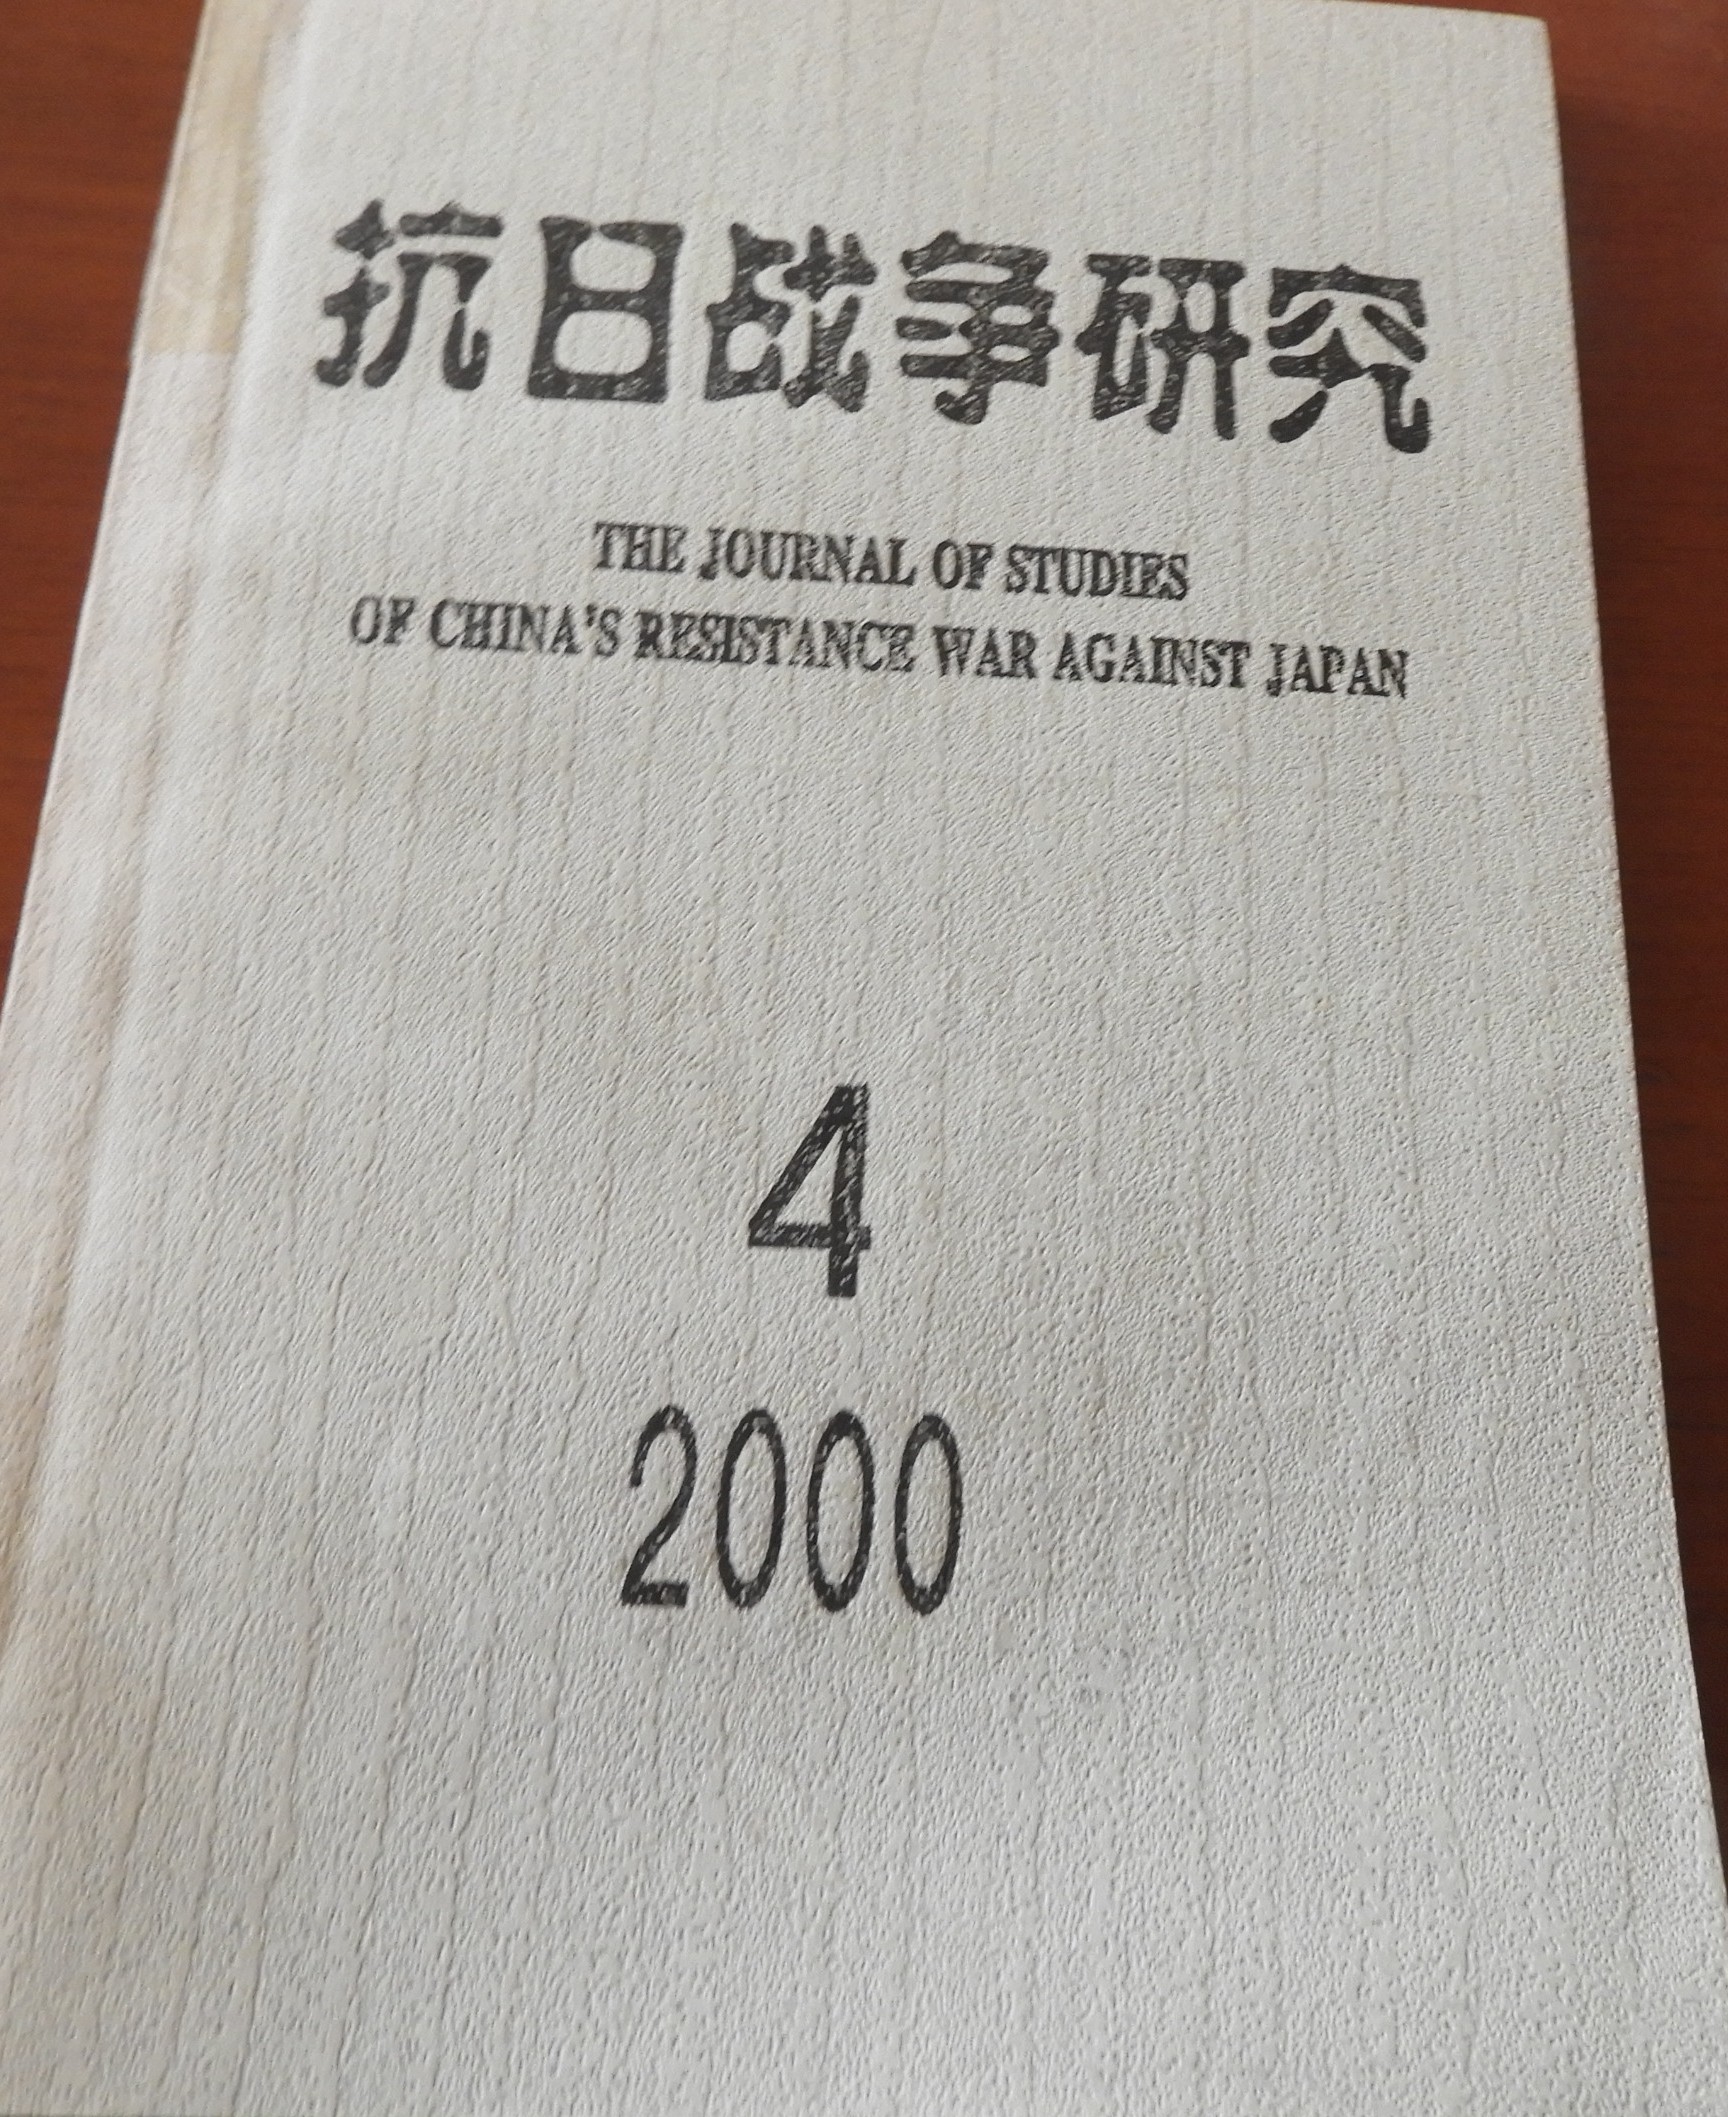 抗日战争研究
THE JOURNAL OF STUDIES
OF CHINA'S RESISTANCE WAR AGAINST JAPAN
4
2000